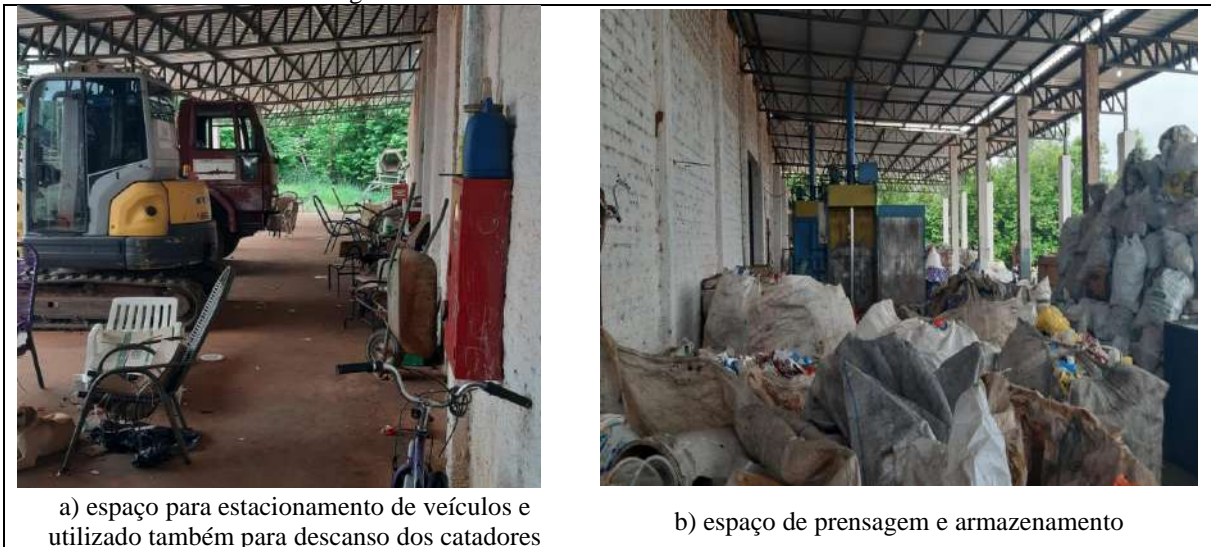 a) espaço para estacionamento de veículos e
utilizado também para descanso dos catadores
b) espaço de prensagem e armazenamento